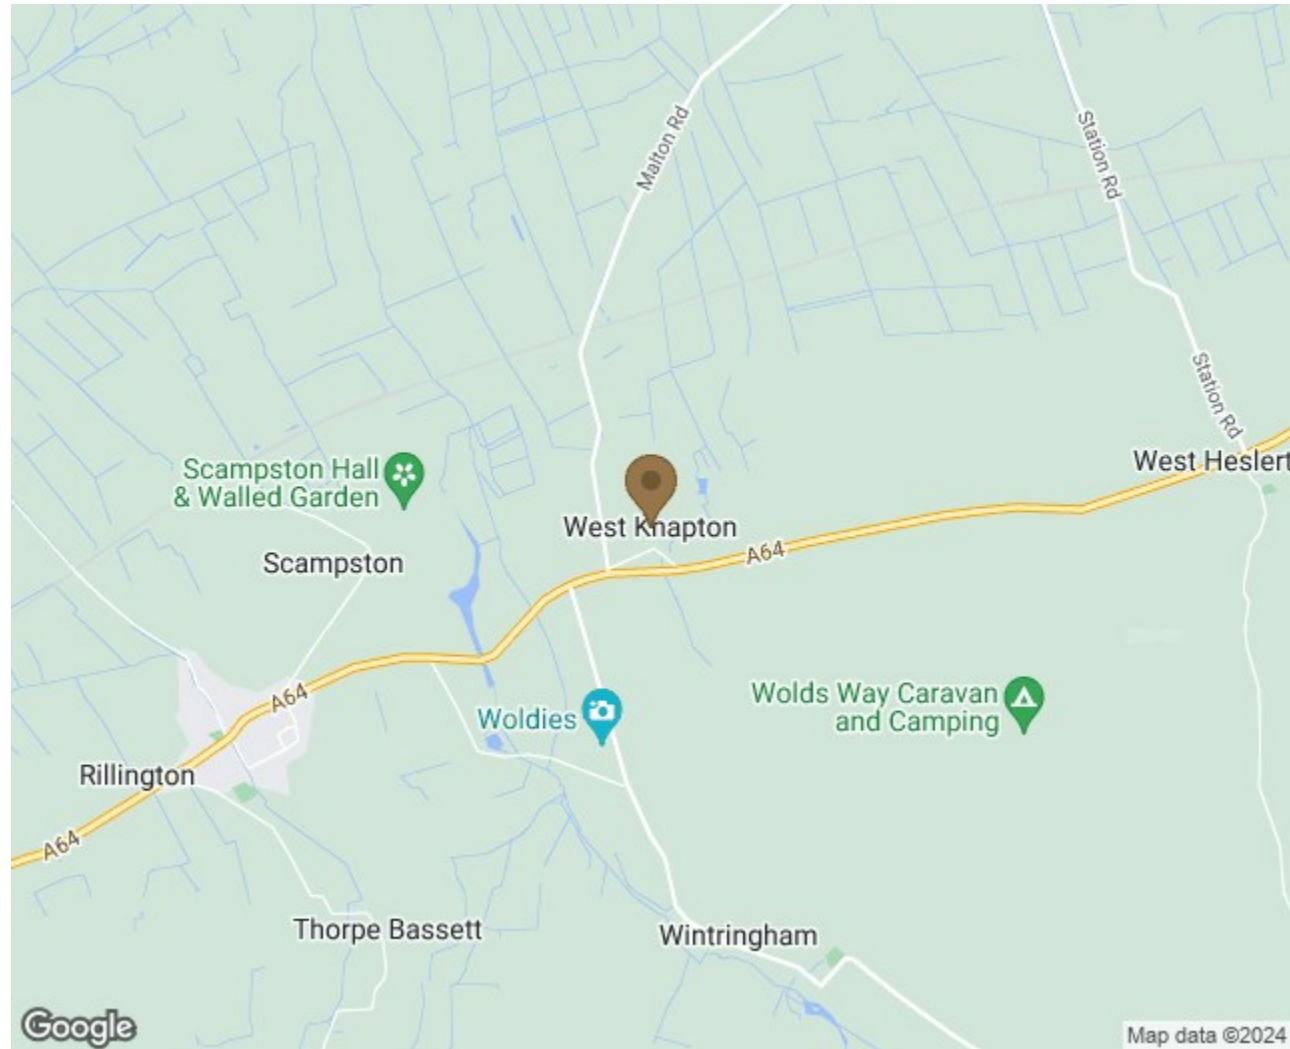 Malton Rd
Station Rd
Station Rd
West Heslert
Scampston Hall
& Walled Garden
West Knapton
A64
Scampston
A64
Wolds Way Caravan
and Camping
Woldies
Rillington
A64
Thorpe Bassett
Wintringham
Google
Map data ©2024